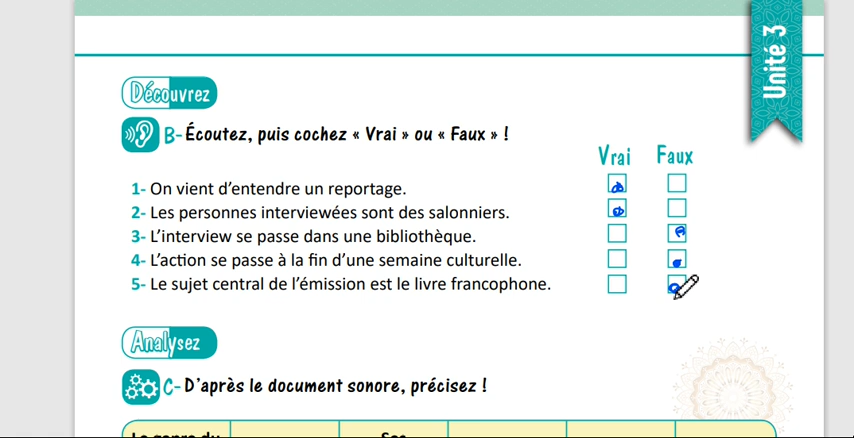 Unité 3
Découvrez
B- Écoutez, puis cochez « Vrai » ou « Faux » !
Vrai Faux
1- On vient d'entendre un reportage.
2- Les personnes interviewées sont des salonniers.
3- L'interview se passe dans une bibliothèque.
4- L'action se passe à la fin d'une semaine culturelle.
5- Le sujet central de l'émission est le livre francophone.
Analysez
C- D'après le document sonore, précisez !